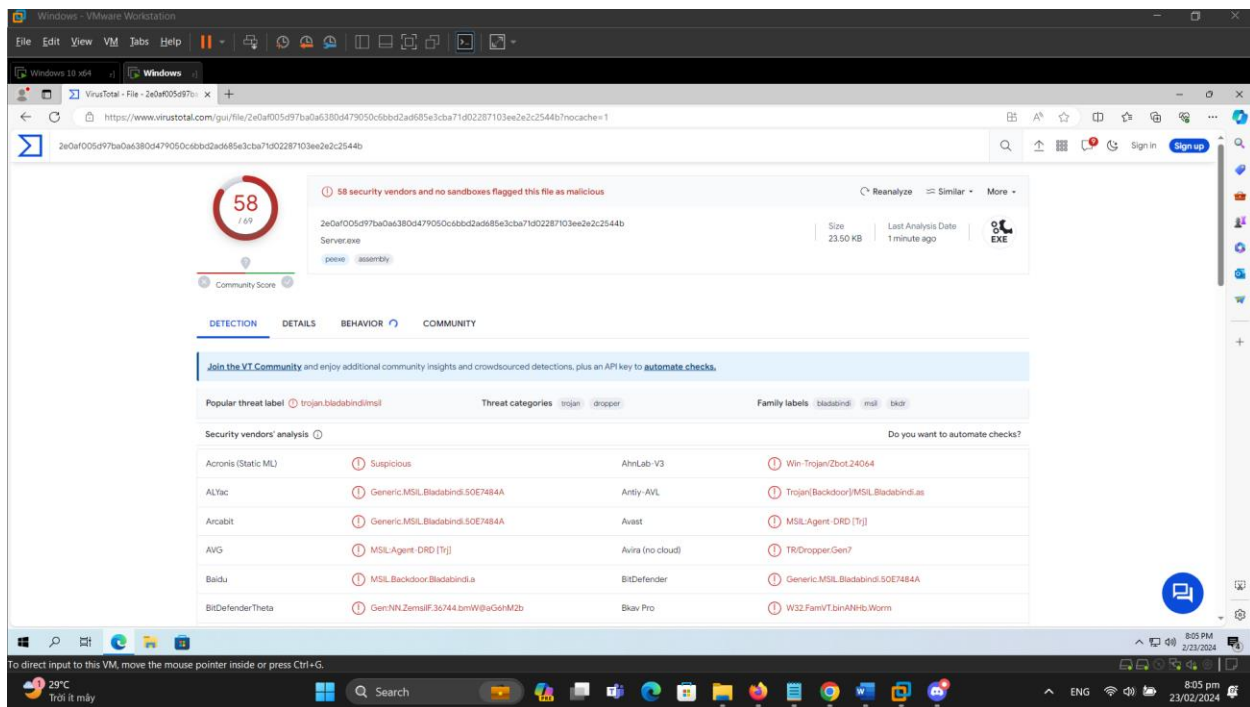 Windows - VMware Workstation
File Edit View VM Tabs Help
Windows 10 x64 Windows
VirusTotal - File - 2e0af005d97b
https://www.virustotal.com/gui/file/2e0af005d97ba0a6380d479050c6bbd2ad685e3cba71d02287103ee2e2c2544b?nocache=1
2e0af005d97ba0a6380d479050c6bbd2ad685e3cba71d02287103ee2e2c2544b Sign in Sign up
58
/ 69
58 security vendors and no sandboxes flagged this file as malicious
Reanalyze Similar More
2e0af005d97ba0a6380d479050c6bbd2ad685e3cba71d02287103ee2e2c2544b
Server.exe
peexe assembly
Size
23.50 KB
Last Analysis Date
1 minute ago
EXE
Community Score
DETECTION DETAILS BEHAVIOR COMMUNITY
Join the VT Community and enjoy additional community insights and crowdsourced detections, plus an API key to automate checks.
Popular threat label trojan.bladabindi/msil Threat categories trojan dropper Family labels bladabindi msil bkdr
Security vendors' analysis Do you want to automate checks?
Acronis (Static ML) Suspicious AhnLab-V3 Win-Trojan/Zbot.24064
ALYac Generic.MSIL.Bladabindi.50E7484A Antiy-AVL Trojan[Backdoor]/MSIL.Bladabindi.as
Arcabit Generic.MSIL.Bladabindi.50E7484A Avast MSIL:Agent-DRD [Trj]
AVG MSIL:Agent-DRD [Trj] Avira (no cloud) TR/Dropper.Gen7
Baidu MSIL.Backdoor.Bladabindi.a BitDefender Generic.MSIL.Bladabindi.50E7484A
BitDefenderTheta Gen:NN.ZemsilF.36744.bmW@aG6hM2b Bkav Pro W32.FamVT.binANHb.Worm
8:05 PM
2/23/2024
To direct input to this VM, move the mouse pointer inside or press Ctrl+G.
29°C
Trời ít mây
Search
ENG
8:05 pm
23/02/2024